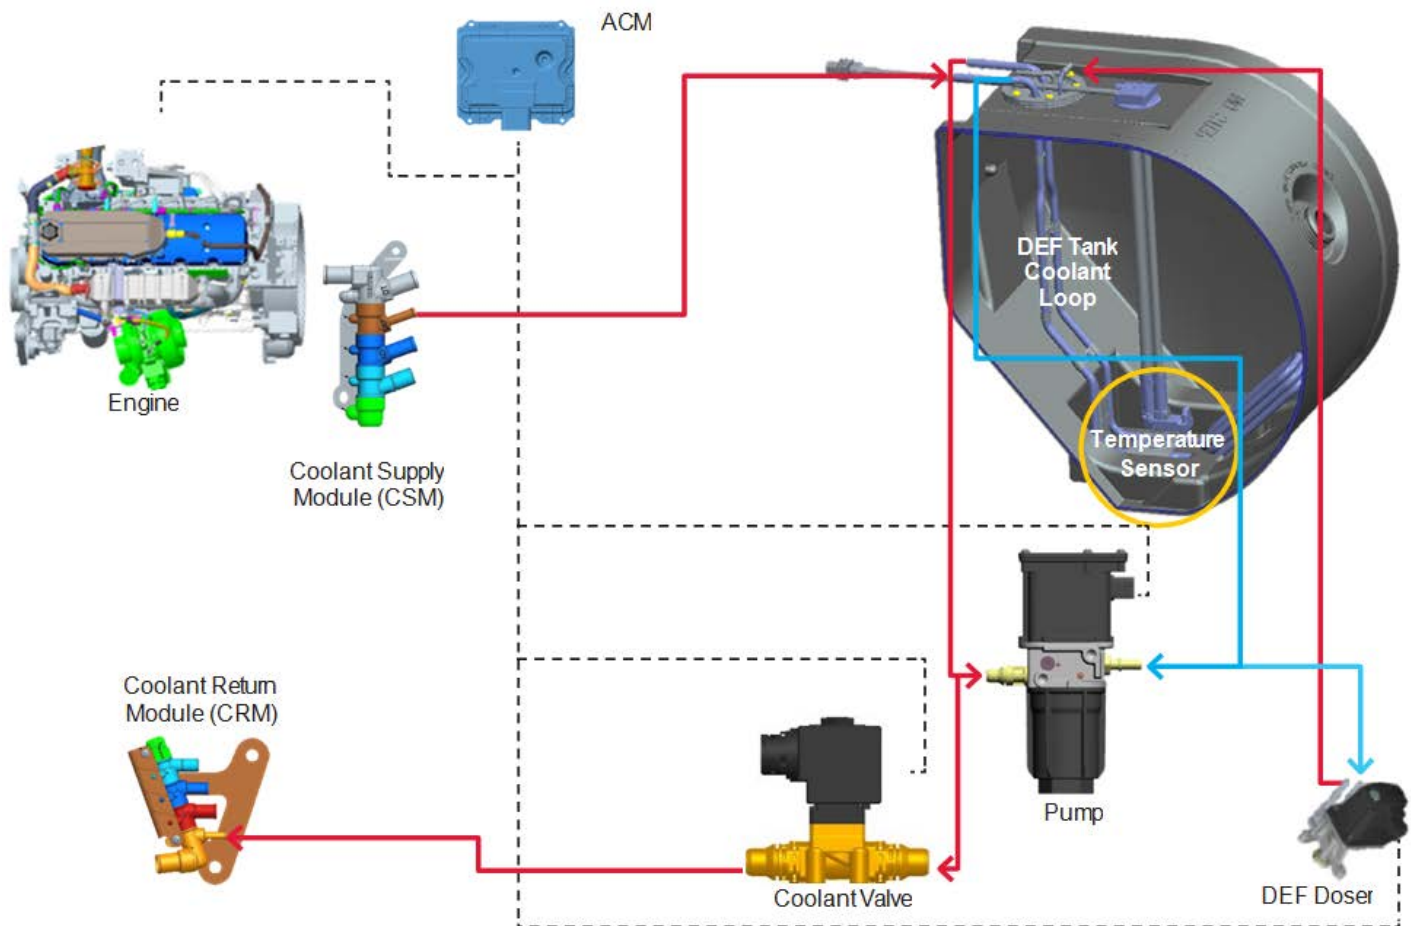 ACM
DEF Tank
Coolant
Loop
Engine
Temperature
Sensor
Coolant Supply
Module (CSM)
Coolant Return
Module (CRM)
Pump
Coolant Valve
DEF Doser